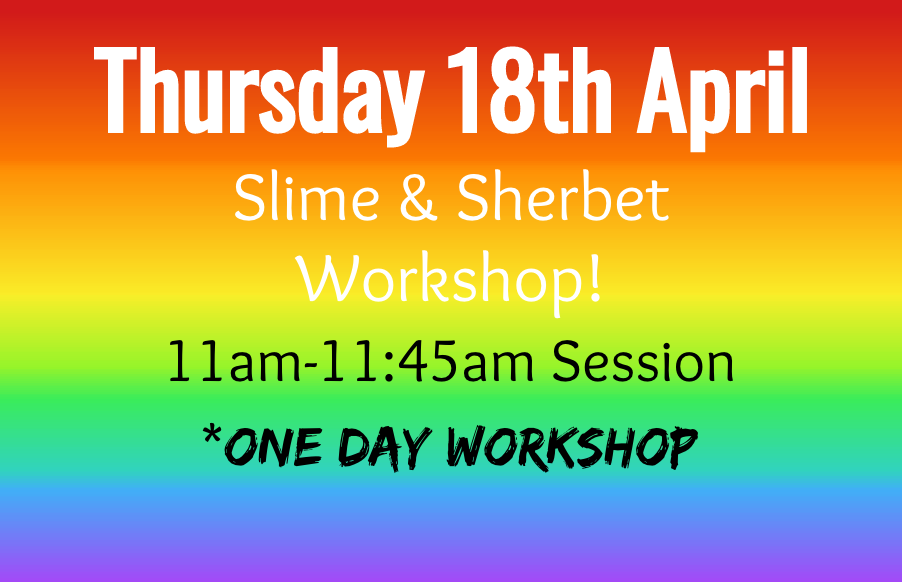 Thursday 18th April
Slime & Sherbet
Workshop!
11am-11:45am Session
*ONE DAY WORKSHOP